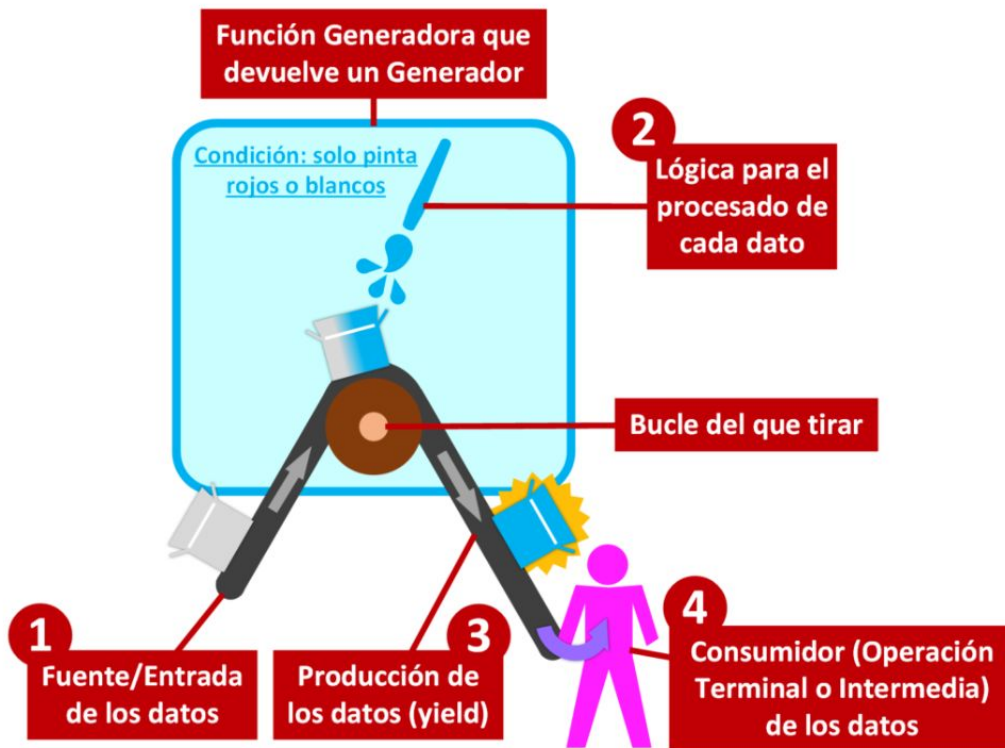 Función Generadora que
devuelve un Generador
Condición: solo pinta
rojos o blancos
2
Lógica para el
procesado de
cada dato
Bucle del que tirar
1
Fuente/Entrada
de los datos
3
Producción de
los datos (yield)
4
Consumidor (Operación
Terminal o Intermedia)
de los datos